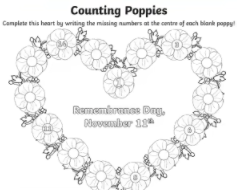 Counting Poppies
Complete this heart by writing the missing numbers at the centre of each blank poppy!
Remembrance Day,
November 11th